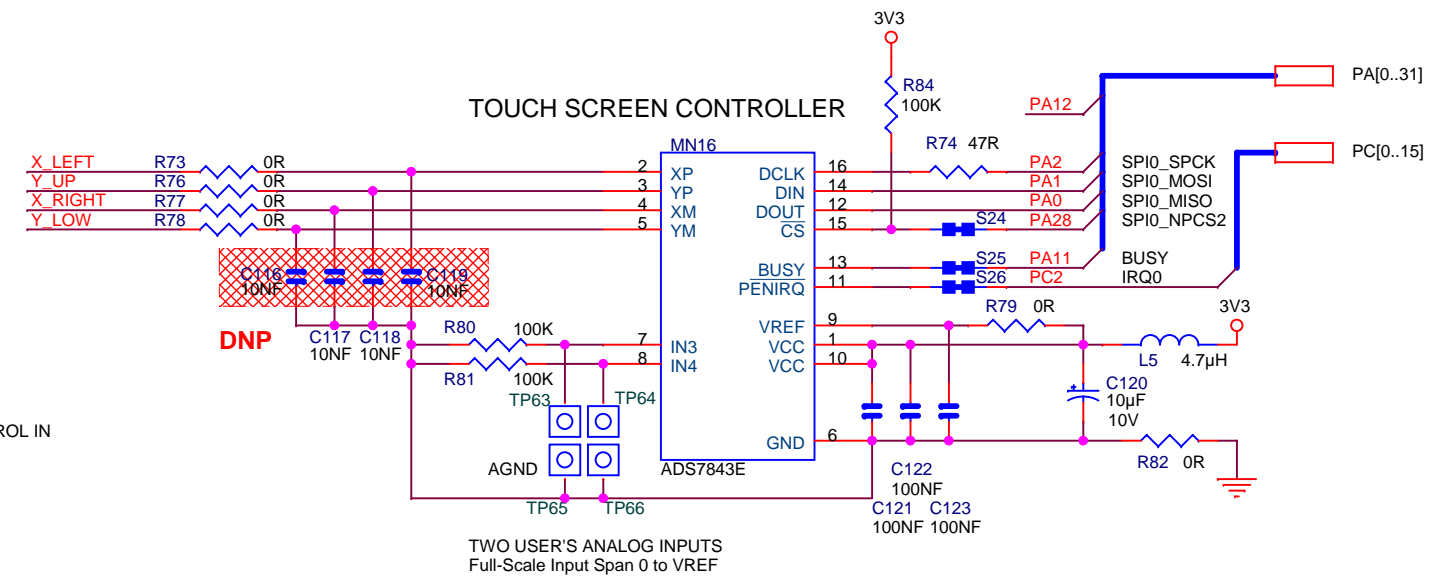 3V3
PA[0..31]
R84
100K
TOUCH SCREEN CONTROLLER
PA12
MN16
R74 47R
PC[0..15]
X_LEFT R73 0R 2 XP DCLK 16 PA2 SPI0_SPCK
Y_UP R76 0R 3 YP DIN 14 PA1 SPI0_MOSI
X_RIGHT R77 0R 4 XM DOUT 12 PA0 SPI0_MISO
Y_LOW R78 0R 5 YM CS 15 S24 PA28 SPI0_NPCS2
C116 10NF
C119 10NF
BUSY 13 S25 PA11 BUSY
PENIRQ 11 S26 PC2 IRQ0
DNP
C117 10NF
C118 10NF
R79 0R
3V3
VREF 9
R80 100K 7 IN3 VCC 1
L5 4.7µH
R81 100K 8 IN4 VCC 10
C120
10µF
10V
TP63 TP64
ROL IN
GND 6
AGND
ADS7843E
R82 0R
C122
100NF
TP65 TP66
C121 C123
100NF 100NF
TWO USER'S ANALOG INPUTS
Full-Scale Input Span 0 to VREF
+